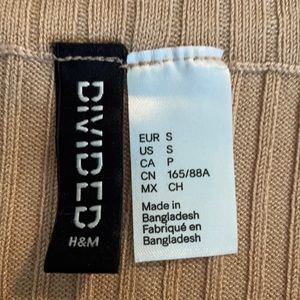 DIVIDED
H&M
EUR S
US S
CA P
CN 165/88A
MX CH
Made in
Bangladesh
Fabriqué en
Bangladesh